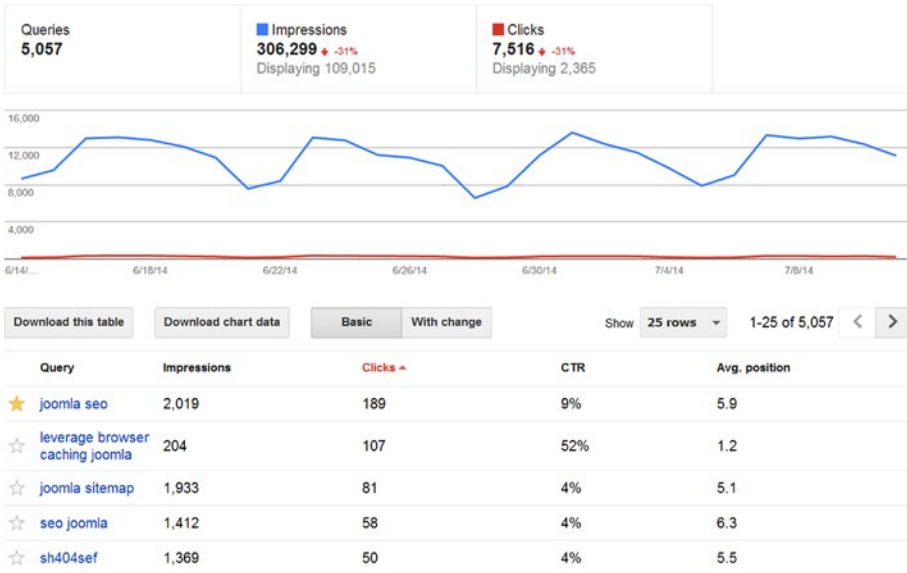 Queries
5,057
Impressions
306,299 -31%
Displaying 109,015
Clicks
7,516 -31%
Displaying 2,365
16,000
12,000
8,000
4,000
6/14/...
6/18/14
6/22/14
6/26/14
6/30/14
7/4/14
7/8/14
Download this table
Download chart data
Basic
With change
Show 25 rows
1-25 of 5,057
Query Impressions Clicks CTR Avg. position
joomla seo 2,019 189 9% 5.9
leverage browser
caching joomla 204 107 52% 1.2
joomla sitemap 1,933 81 4% 5.1
seo joomla 1,412 58 4% 6.3
sh404sef 1,369 50 4% 5.5